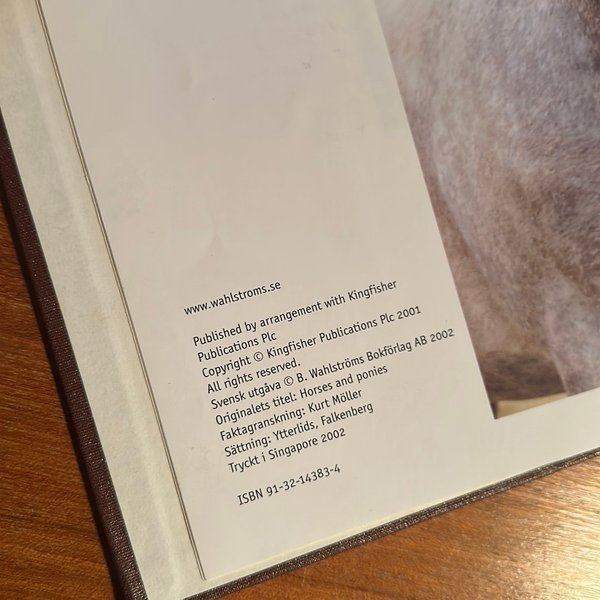 www.wahlstroms.se
Published by arrangement with Kingfisher
Publications Plc
Copyright © Kingfisher Publications Plc 2001
All rights reserved.
Svensk utgåva © B. Wahlströms Bokförlag AB 2002
Originalets titel: Horses and ponies
Faktagranskning: Kurt Möller
Sättning: Ytterlids, Falkenberg
Tryckt i Singapore 2002
ISBN 91-32-14383-4